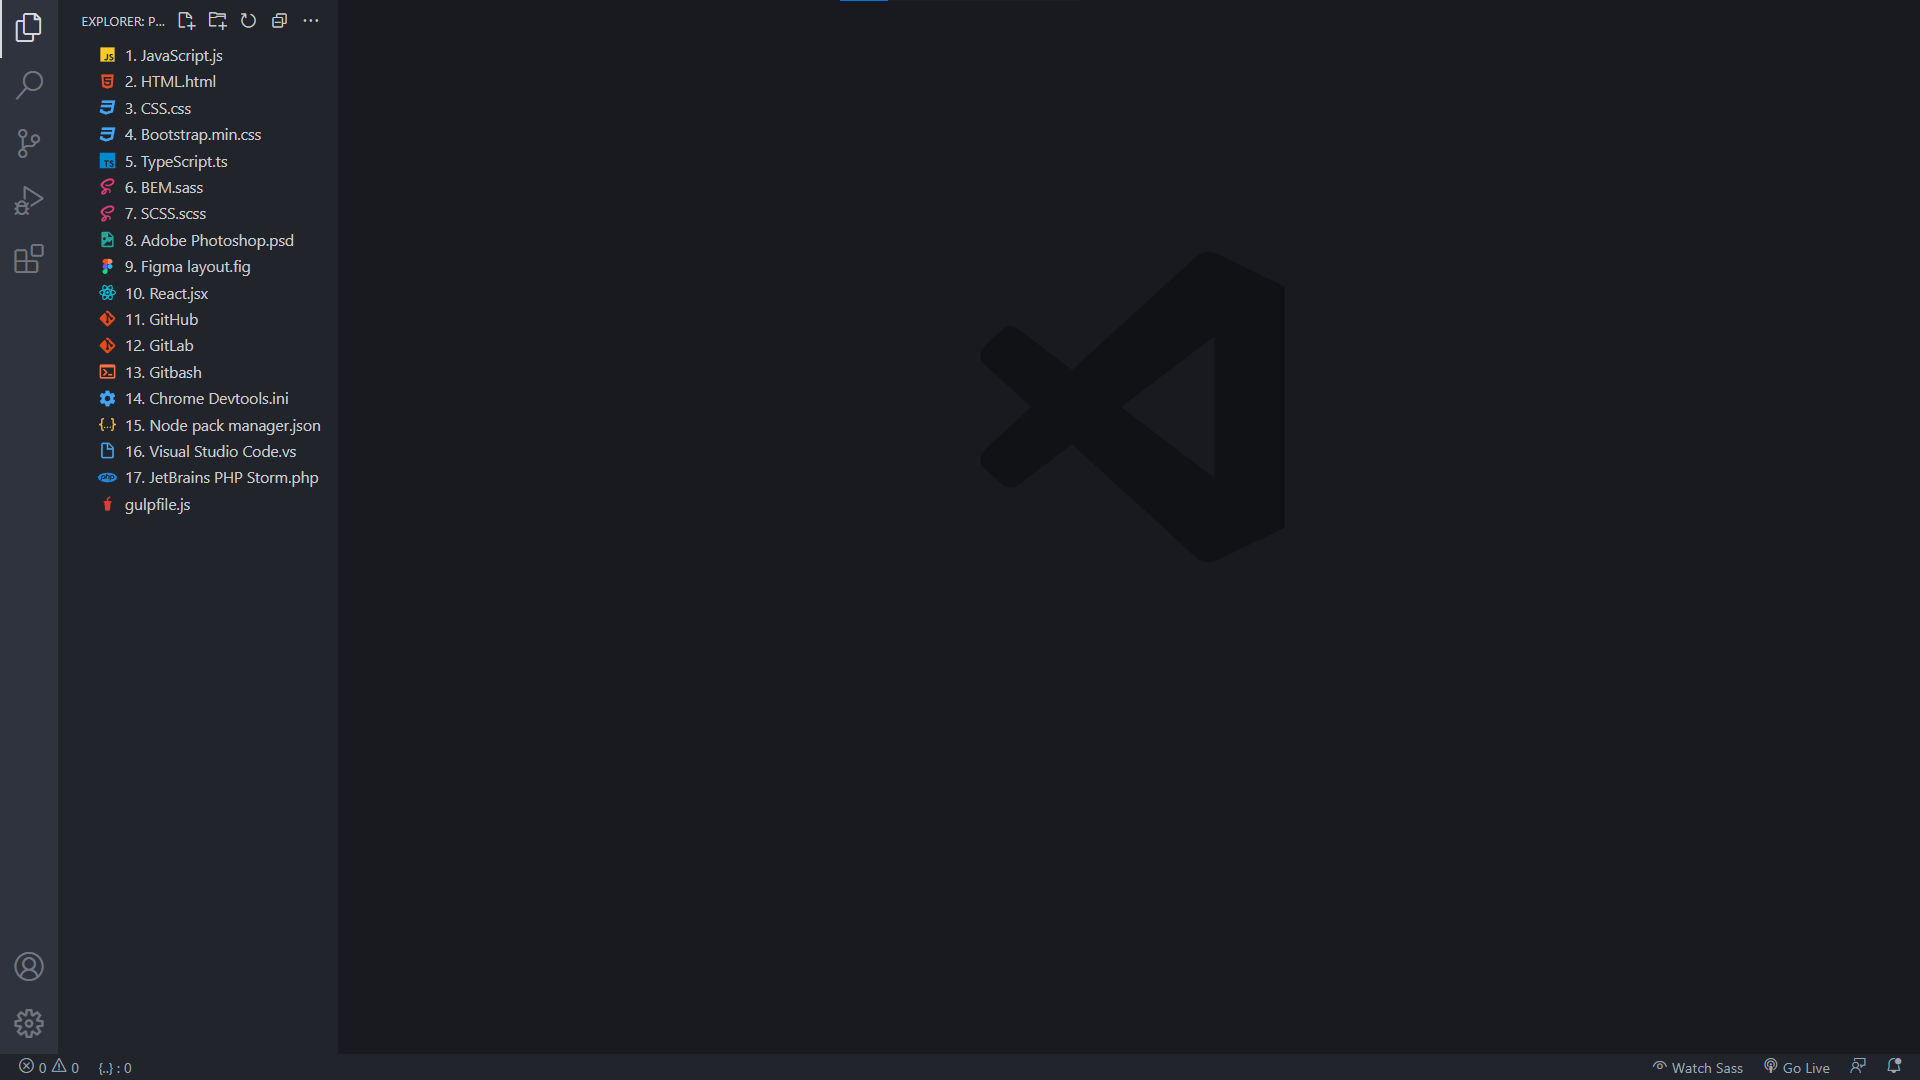 EXPLORER: P...
1. JavaScript.js
2. HTML.html
3. CSS.css
4. Bootstrap.min.css
5. TypeScript.ts
6. BEM.sass
7. SCSS.scss
8. Adobe Photoshop.psd
9. Figma layout.fig
10. React.jsx
11. GitHub
12. GitLab
13. Gitbash
14. Chrome Devtools.ini
15. Node pack manager.json
16. Visual Studio Code.vs
17. JetBrains PHP Storm.php
gulpfile.js
0 0 {..} : 0 Watch Sass Go Live